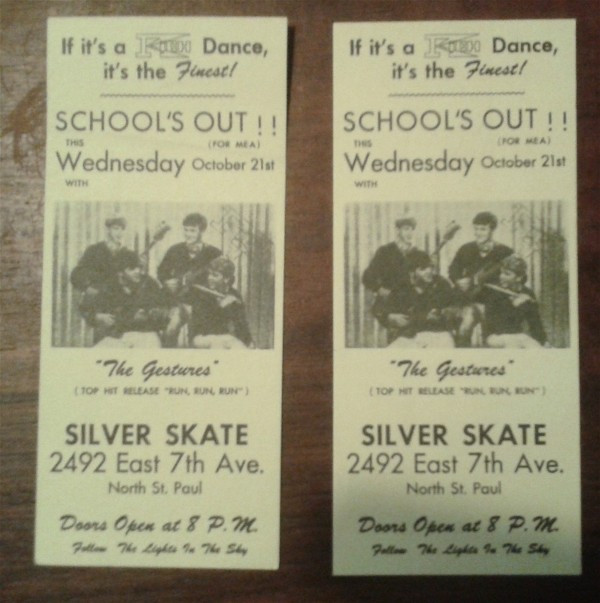 If it's a Dance,
it's the Finest!
SCHOOL'S OUT !!
THIS (FOR MEA)
Wednesday October 21st
WITH
"The Gestures"
( TOP HIT RELEASE "RUN, RUN, RUN" )
SILVER SKATE
2492 East 7th Ave.
North St. Paul
Doors Open at 8 P.M.
Follow The Lights In The Sky
If it's a Dance,
it's the Finest!
SCHOOL'S OUT !!
THIS (FOR MEA)
Wednesday October 21st
WITH
"The Gestures"
( TOP HIT RELEASE "RUN, RUN, RUN" )
SILVER SKATE
2492 East 7th Ave.
North St. Paul
Doors Open at 8 P.M.
Follow The Lights In The Sky